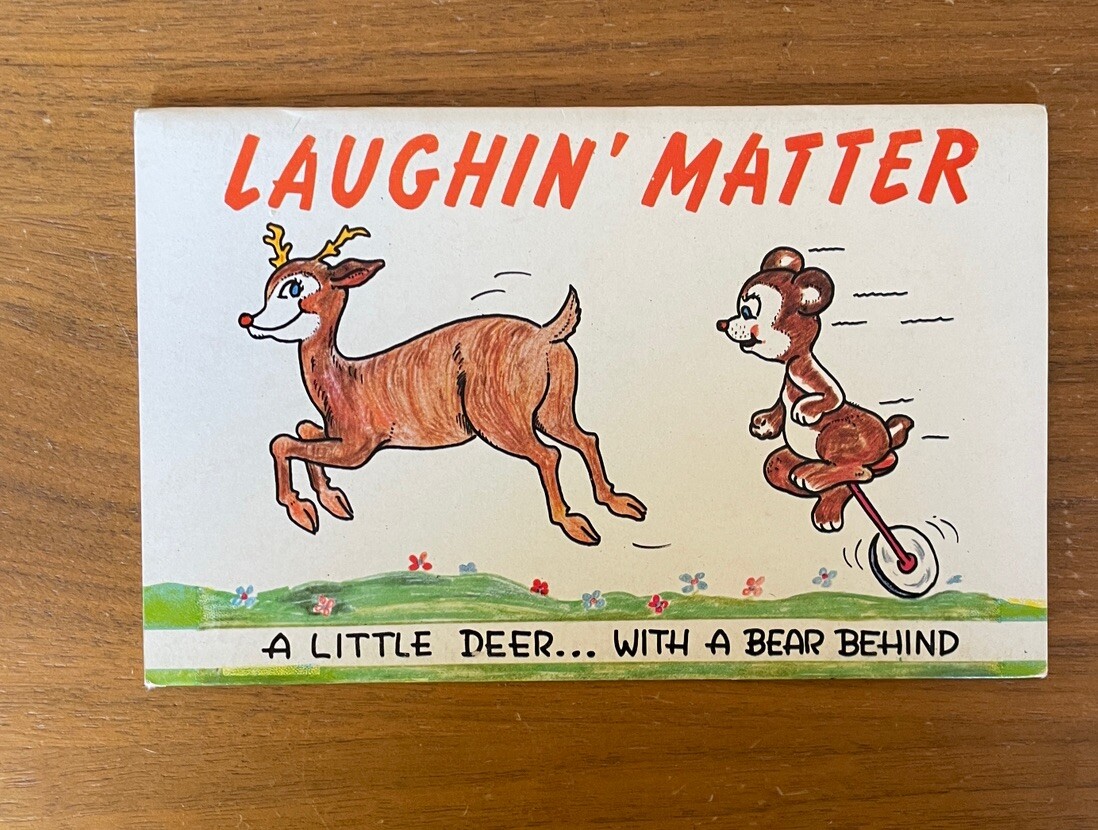 LAUGHIN' MATTER
A LITTLE DEER... WITH A BEAR BEHIND